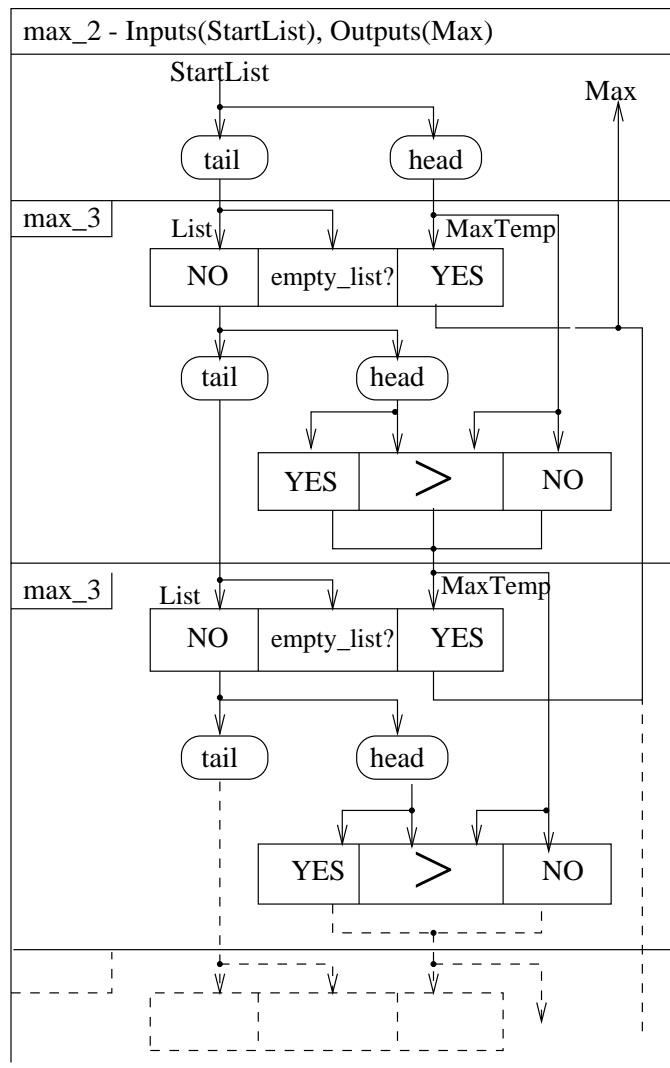 max_2 - Inputs(StartList), Outputs(Max)
StartList
Max
tail head
max_3
List MaxTemp
NO empty_list? YES
tail head
YES > NO
max_3
List MaxTemp
NO empty_list? YES
tail head
YES > NO